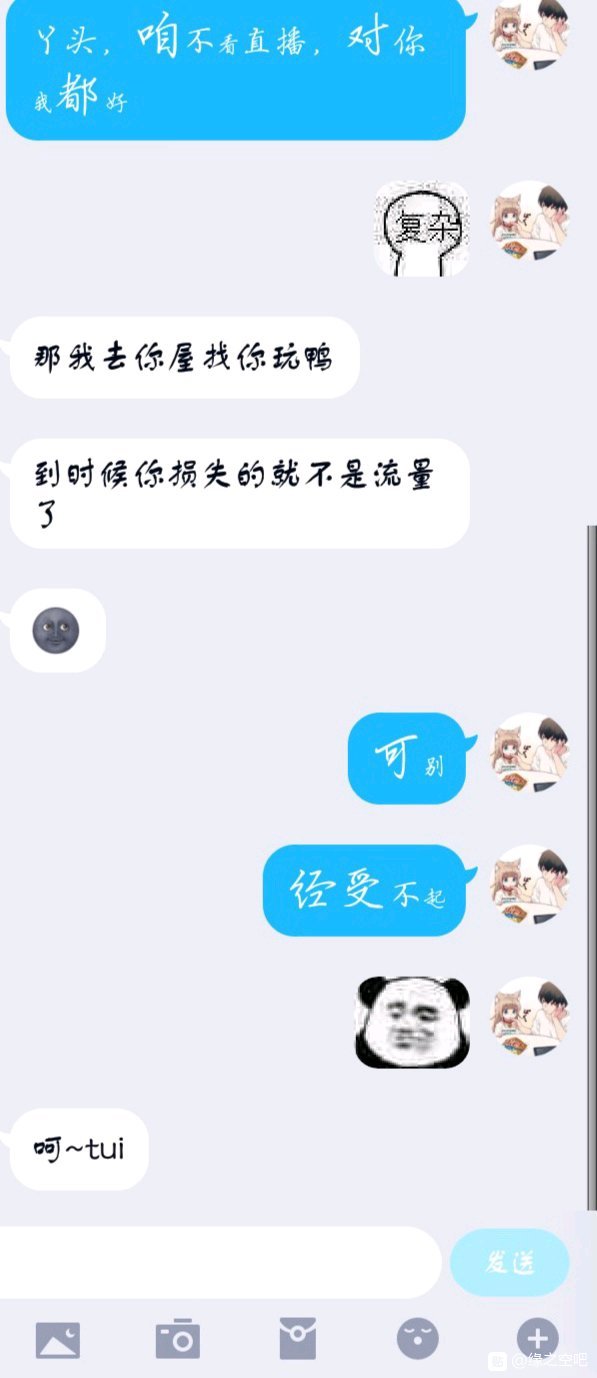 丫头，咱不看直播，对你
我都好
复杂
那我去你屋找你玩鸭
到时候你损失的就不是流量
了
可别
经受不起
呵~tui
发送
@缘之空吧